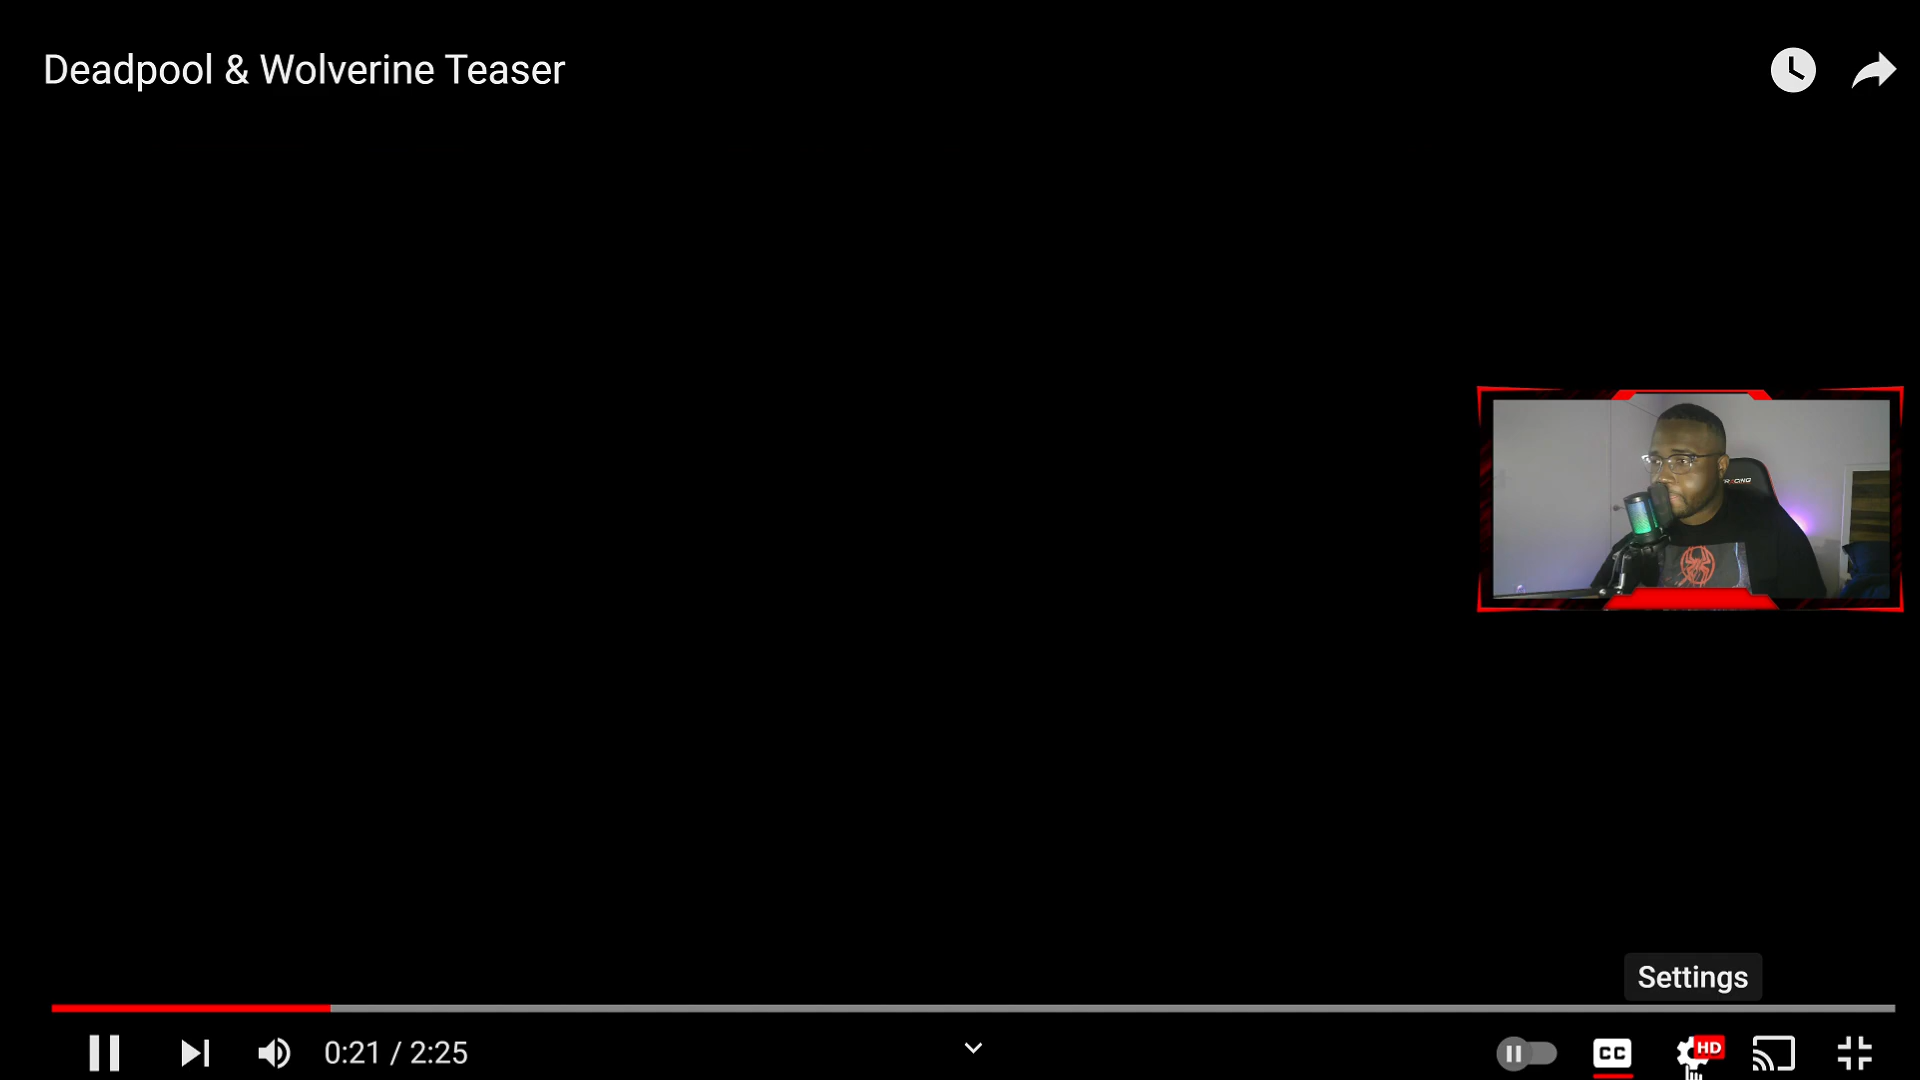 Deadpool & Wolverine Teaser
Settings
0:21 / 2:25
CC
HD